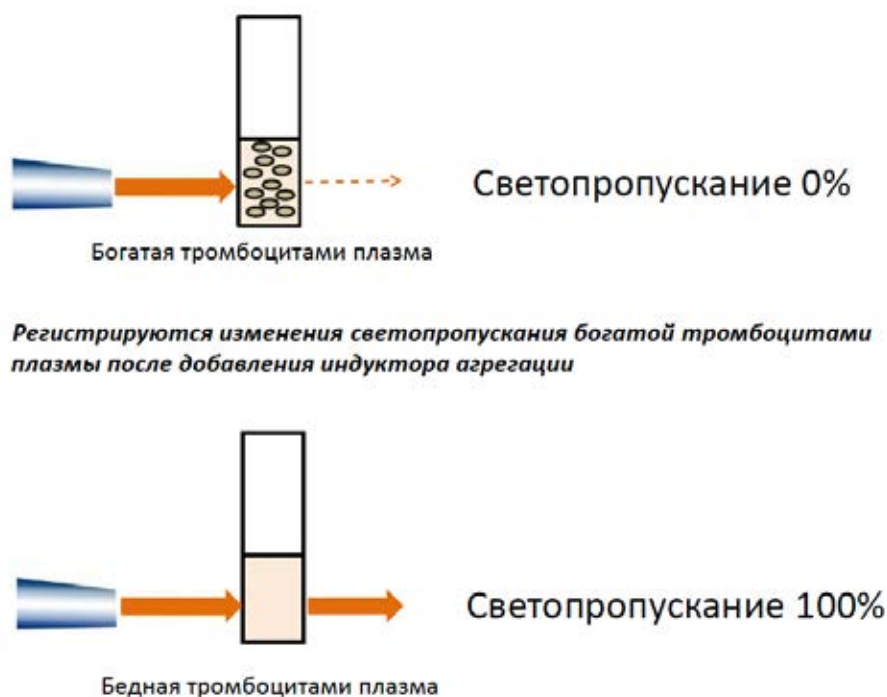 Светопропускание 0%
Богатая тромбоцитами плазма
Регистрируются изменения светопропускания богатой тромбоцитами
плазмы после добавления индуктора агрегации
Светопропускание 100%
Бедная тромбоцитами плазма